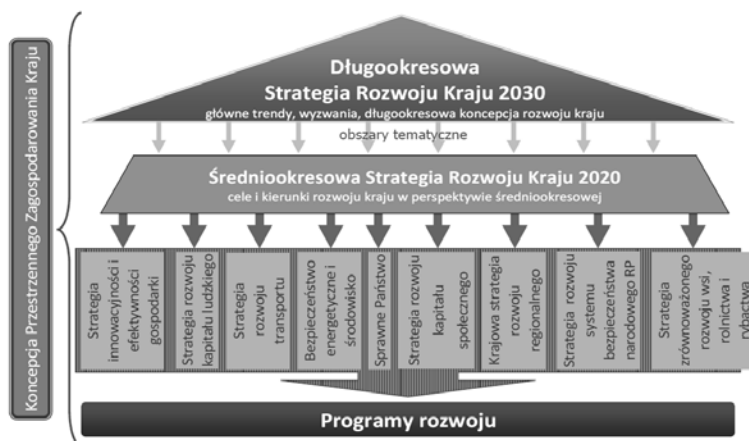 Koncepcja Przestrzennego Zagospodarowania Kraju
Długookresowa
Strategia Rozwoju Kraju 2030
główne trendy, wyzwania, długookresowa koncepcja rozwoju kraju
obszary tematyczne
Średniookresowa Strategia Rozwoju Kraju 2020
cele i kierunki rozwoju kraju w perspektywie średniookresowej
Strategia
innowacyjności i
efektywności
gospodarki
Strategia rozwoju
kapitału ludzkiego
Strategia
rozwoju
transportu
Bezpieczeństwo
energetyczne i
środowisko
Sprawne Państwo
Strategia rozwoju
kapitału
społecznego
Krajowa strategia
rozwoju
regionalnego
Strategia rozwoju
systemu
bezpieczeństwa
narodowego RP
Strategia
zrównoważonego
rozwoju wsi,
rolnictwa i
rybactwa
Programy rozwoju